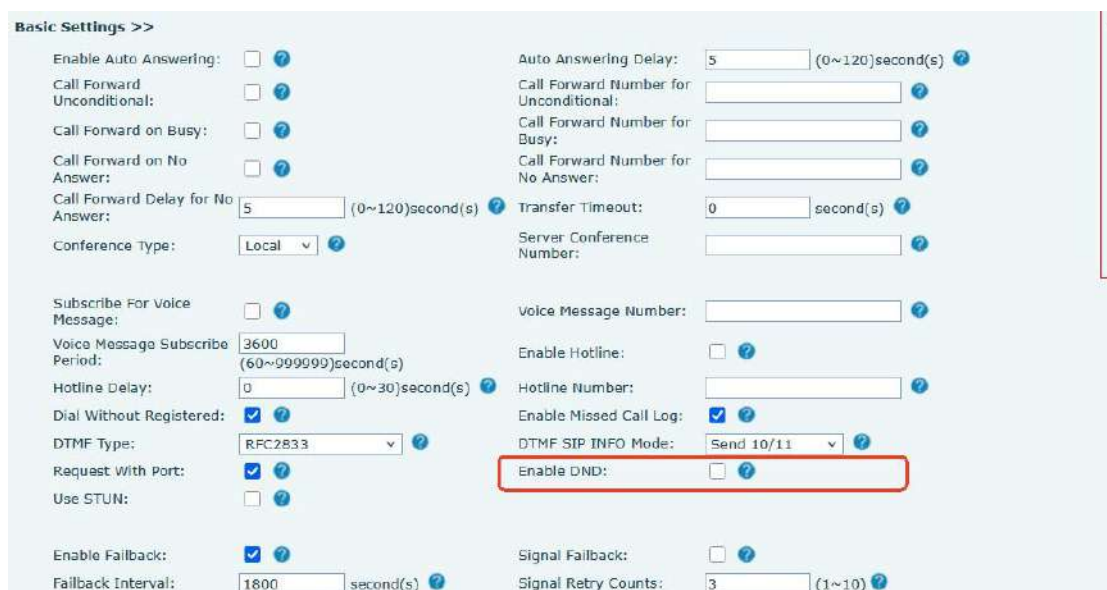 Basic Settings >>
Enable Auto Answering: Auto Answering Delay: 5 (0~120)second(s)
Call Forward Unconditional: Call Forward Number for Unconditional:
Call Forward on Busy: Call Forward Number for Busy:
Call Forward on No Answer: Call Forward Number for No Answer:
Call Forward Delay for No Answer: 5 (0~120)second(s) Transfer Timeout: 0 second(s)
Conference Type: Local Server Conference Number:
Subscribe For Voice Message: Voice Message Number:
Voice Message Subscribe Period: 3600 (60~999999)second(s) Enable Hotline:
Hotline Delay: 0 (0~30)second(s) Hotline Number:
Dial Without Registered: Enable Missed Call Log:
DTMF Type: RFC2833 DTMF SIP INFO Mode: Send 10/11
Request With Port: Enable DND:
Use STUN:
Enable Failback: Signal Failback:
Failback Interval: 1800 second(s) Signal Retry Counts: 3 (1~10)